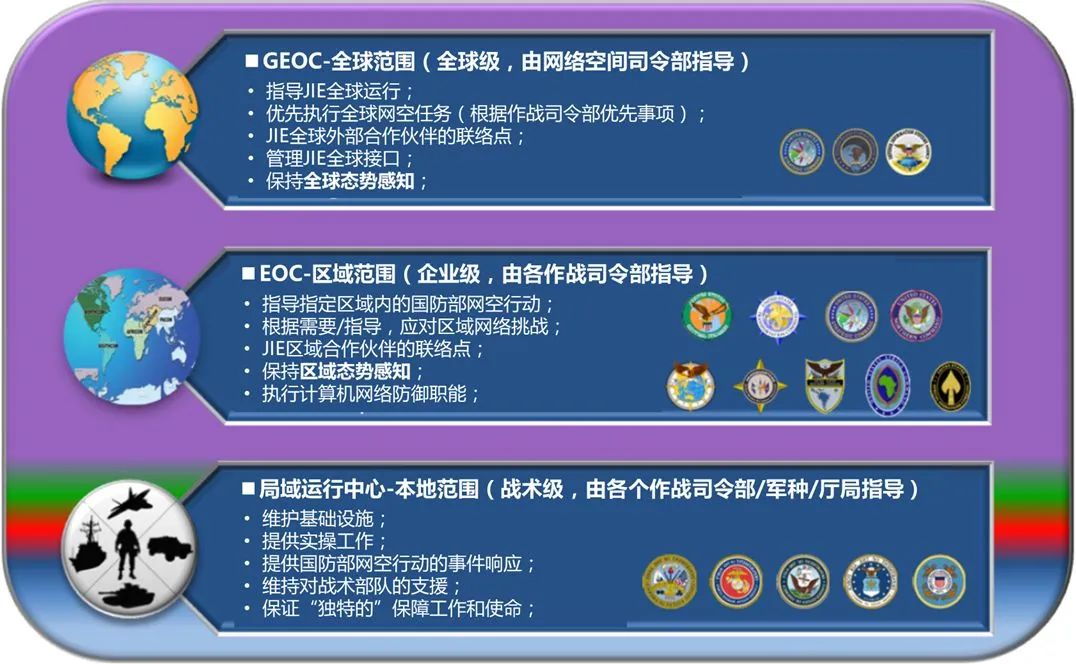 ■GEOC-全球范围（全球级，由网络空间司令部指导）
• 指导JIE全球运行；
• 优先执行全球网空任务（根据作战司令部优先事项）；
• JIE全球外部合作伙伴的联络点；
• 管理JIE全球接口；
• 保持全球态势感知；
■EOC-区域范围（企业级，由各作战司令部指导）
• 指导指定区域内的国防部网空行动；
• 根据需要/指导，应对区域网络挑战；
• JIE区域合作伙伴的联络点；
• 保持区域态势感知；
• 执行计算机网络防御职能；
■局域运行中心-本地范围（战术级，由各个作战司令部/军种/厅局指导）
• 维护基础设施；
• 提供实操工作；
• 提供国防部网空行动的事件响应；
• 维持对战术部队的支援；
• 保证“独特的”保障工作和使命；